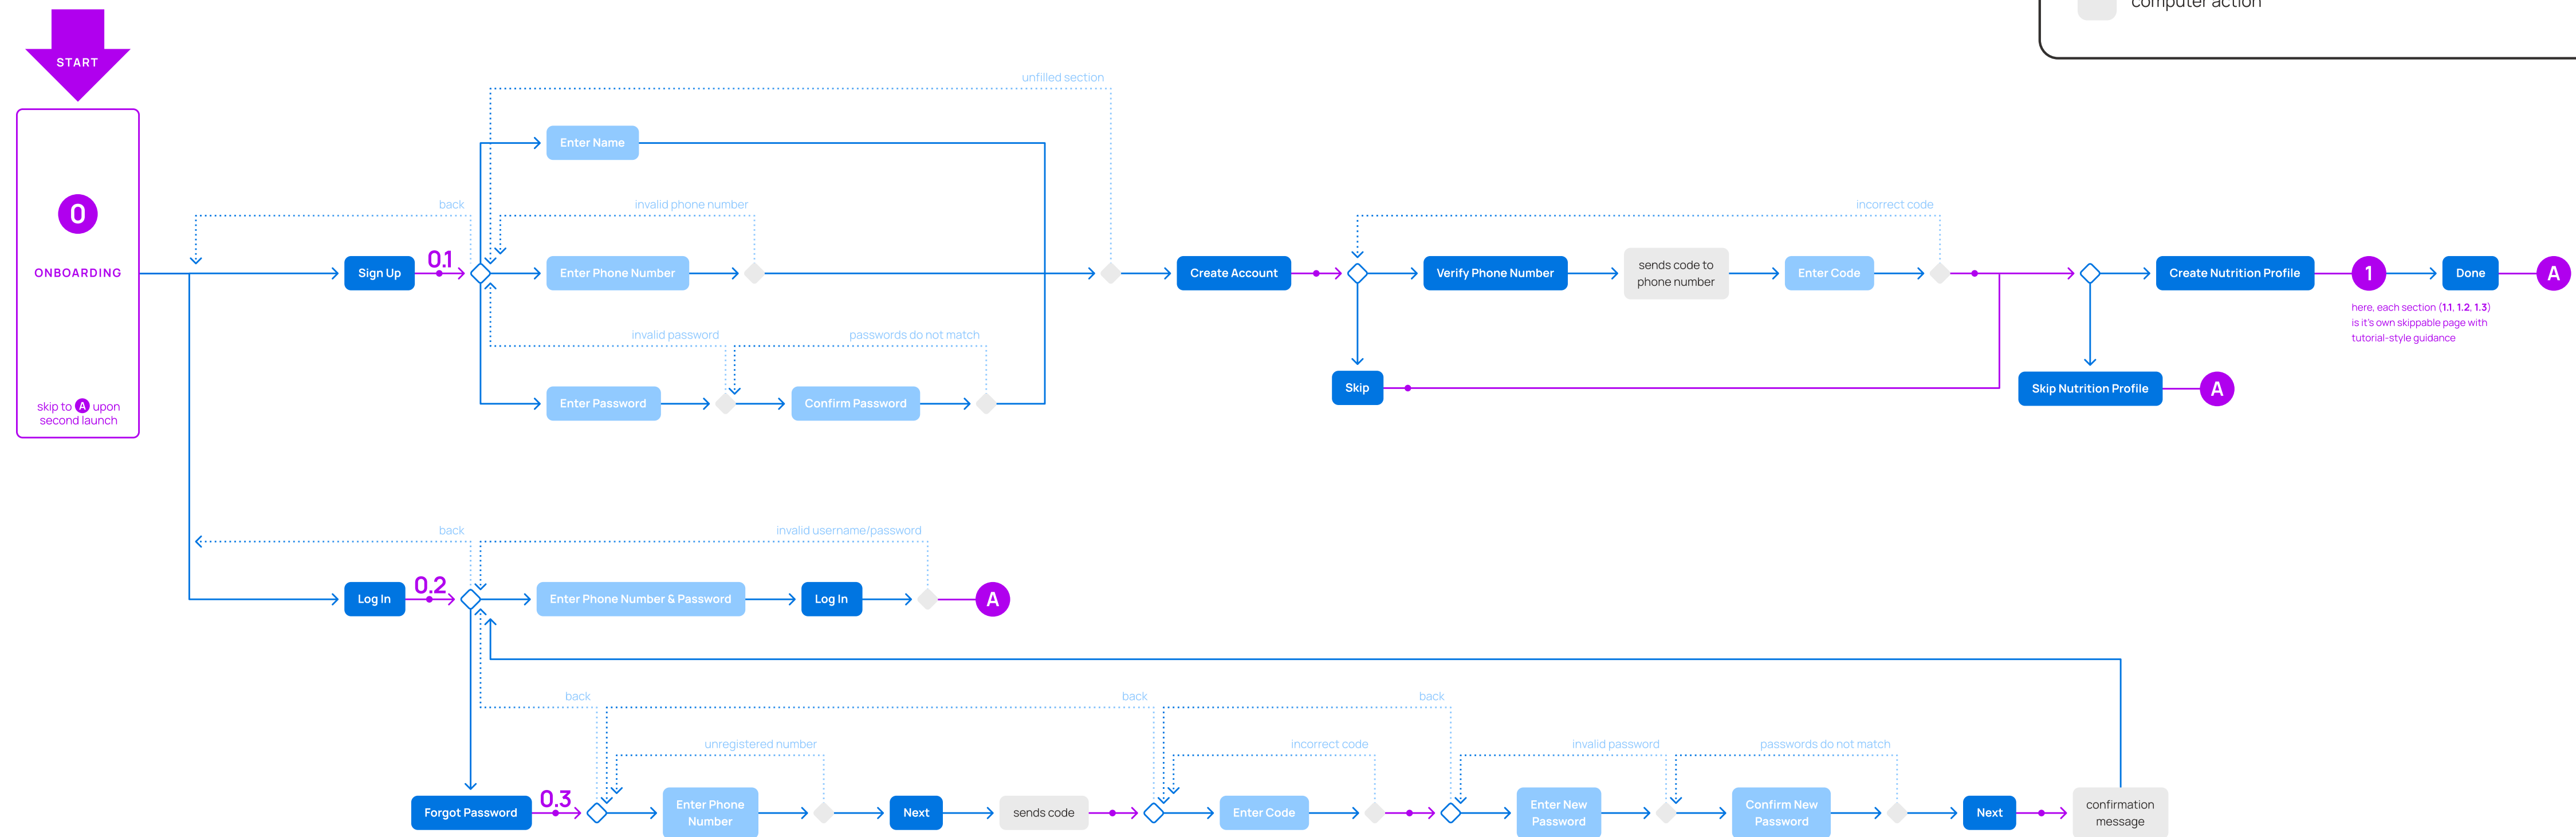 computer action
START
unfilled section
Enter Name
0
back
invalid phone number
incorrect code
ONBOARDING
Sign Up
0.1
Enter Phone Number
Create Account
Verify Phone Number
sends code to
phone number
Enter Code
Create Nutrition Profile
1
Done
A
here, each section (1.1, 1.2, 1.3)
is it's own skippable page with
tutorial-style guidance
invalid password
passwords do not match
Skip
Skip Nutrition Profile
A
skip to A upon
second launch
Enter Password
Confirm Password
back
invalid username/password
Log In
0.2
Enter Phone Number & Password
Log In
A
back
back
back
unregistered number
incorrect code
invalid password
passwords do not match
Forgot Password
0.3
Enter Phone
Number
Next
sends code
Enter Code
Enter New
Password
Confirm New
Password
Next
confirmation
message